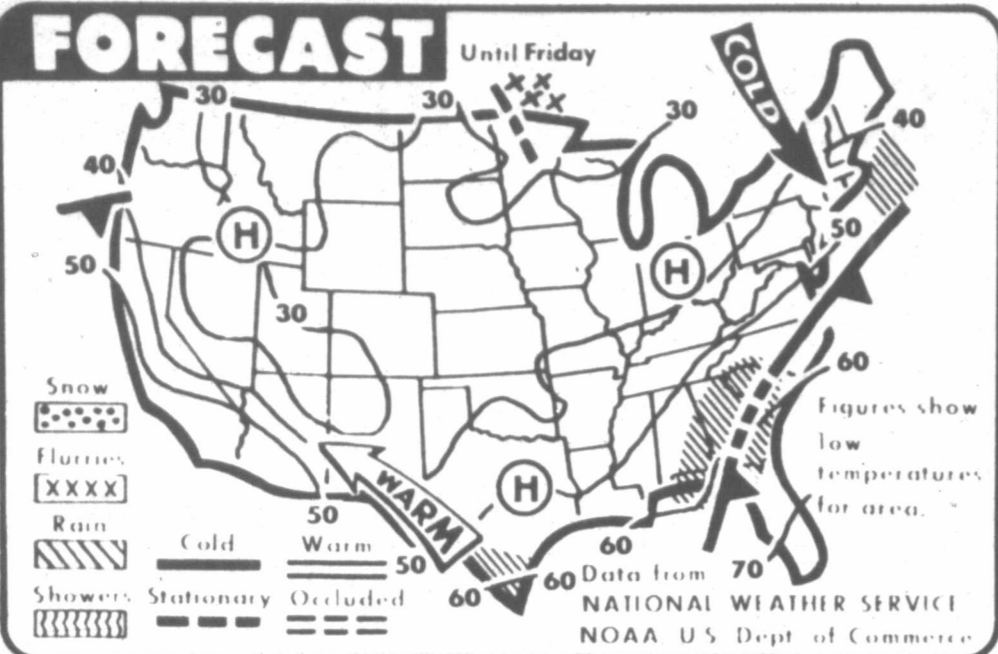 FORECAST
Until Friday
COLD
30
30
30
40
40
H
50
50
H
30
60
Snow
Flurries
xxxx
Rain
Showers
Cold
Warm
Stationary
Occluded
WARM
H
50
50
60
60
60
70
Figures show
low
temperatures
for area.
Data from
NATIONAL WEATHER SERVICE
NOAA U S Dept. of Commerce